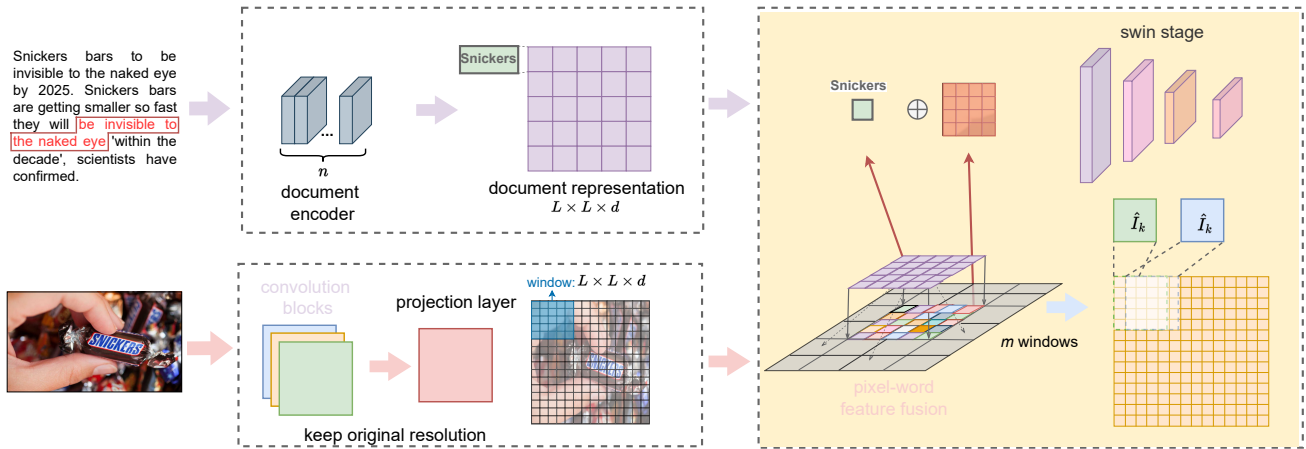 Snickers bars to be
invisible to the naked eye
by 2025. Snickers bars
are getting smaller so fast
they will be invisible to
the naked eye 'within the
decade', scientists have
confirmed.
...
n
document
encoder
Snickers
document representation
L × L × d
SNICKERS
convolution
blocks
projection layer
window: L × L × d
SNICKERS
keep original resolution
swin stage
Snickers
Î_k
Î_k
m windows
pixel-word
feature fusion